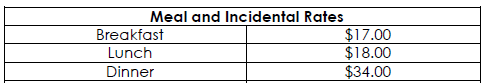 Meal and Incidental Rates
Breakfast $17.00
Lunch $18.00
Dinner $34.00